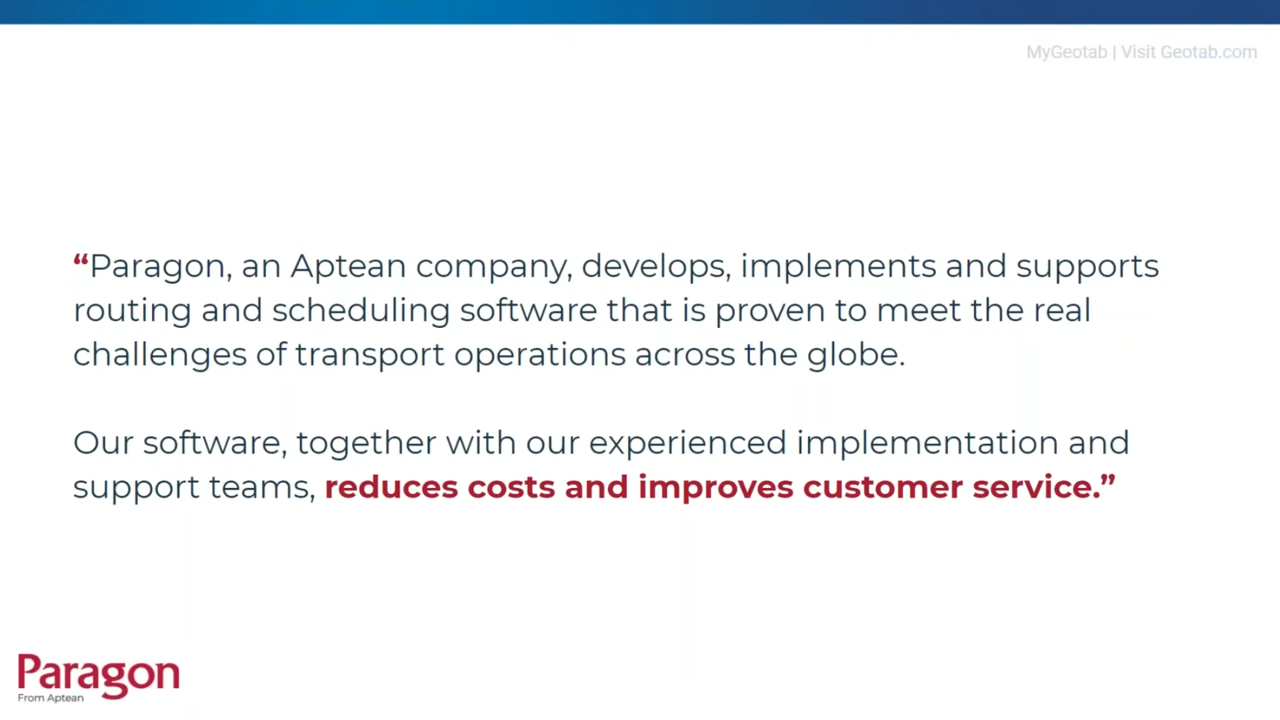 MyGeotab | Visit Geotab.com
“Paragon, an Aptean company, develops, implements and supports
routing and scheduling software that is proven to meet the real
challenges of transport operations across the globe.
Our software, together with our experienced implementation and
support teams, reduces costs and improves customer service.”
Paragon
From Aptean